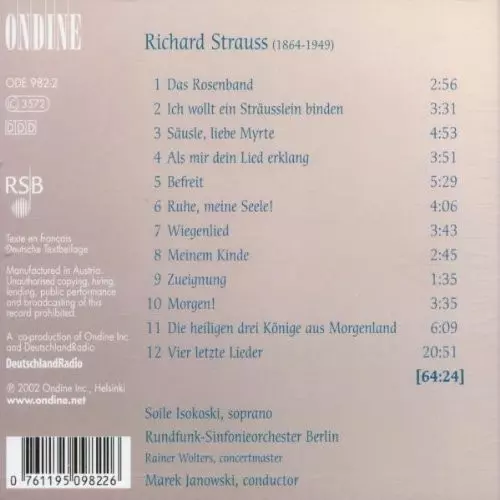 ONDINE
ODE 982-2
C 3572
DDD
RSB
Texte en français
Deutsche Textbeilage
Manufactured in Austria.
Unauthorised copying, hiring,
lending, public performance
and broadcasting of this
record prohibited.
A co-production of Ondine Inc.
and DeutschlandRadio
DeutschlandRadio
℗ 2002 Ondine Inc., Helsinki
www.ondine.net
0 761195 098226
Richard Strauss (1864-1949)
1 Das Rosenband 2:56
2 Ich wollt ein Sträusslein binden 3:31
3 Säusle, liebe Myrte 4:53
4 Als mir dein Lied erklang 3:51
5 Befreit 5:29
6 Ruhe, meine Seele! 4:06
7 Wiegenlied 3:43
8 Meinem Kinde 2:45
9 Zueignung 1:35
10 Morgen! 3:35
11 Die heiligen drei Könige aus Morgenland 6:09
12 Vier letzte Lieder 20:51
[64:24]
Soile Isokoski, soprano
Rundfunk-Sinfonieorchester Berlin
Rainer Wolters, concertmaster
Marek Janowski, conductor